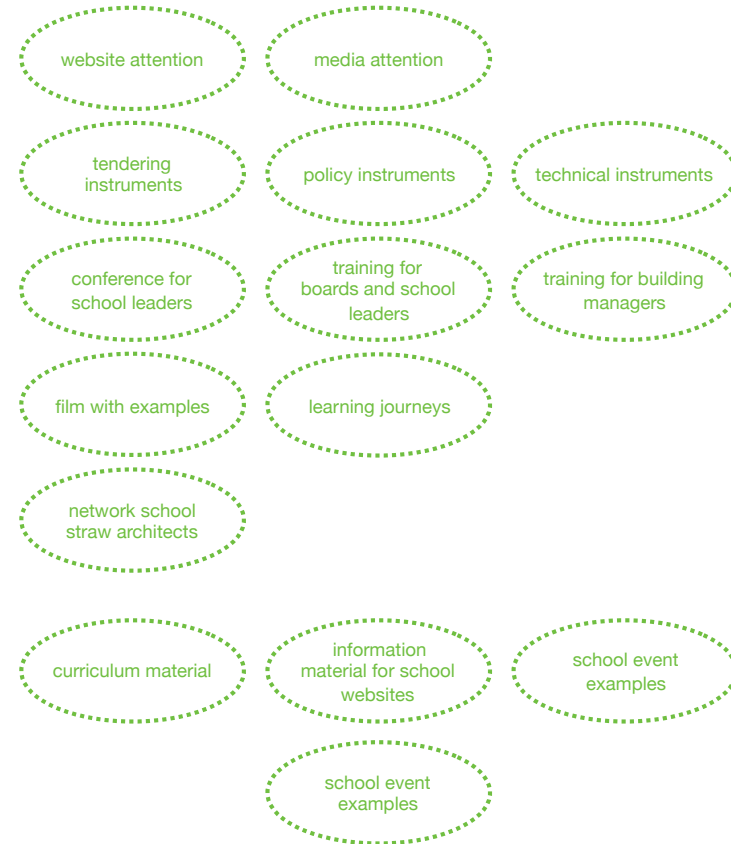 website attention
media attention
tendering
instruments
policy instruments
technical instruments
conference for
school leaders
training for
boards and school
leaders
training for building
managers
film with examples
learning journeys
network school
straw architects
curriculum material
information
material for school
websites
school event
examples
school event
examples